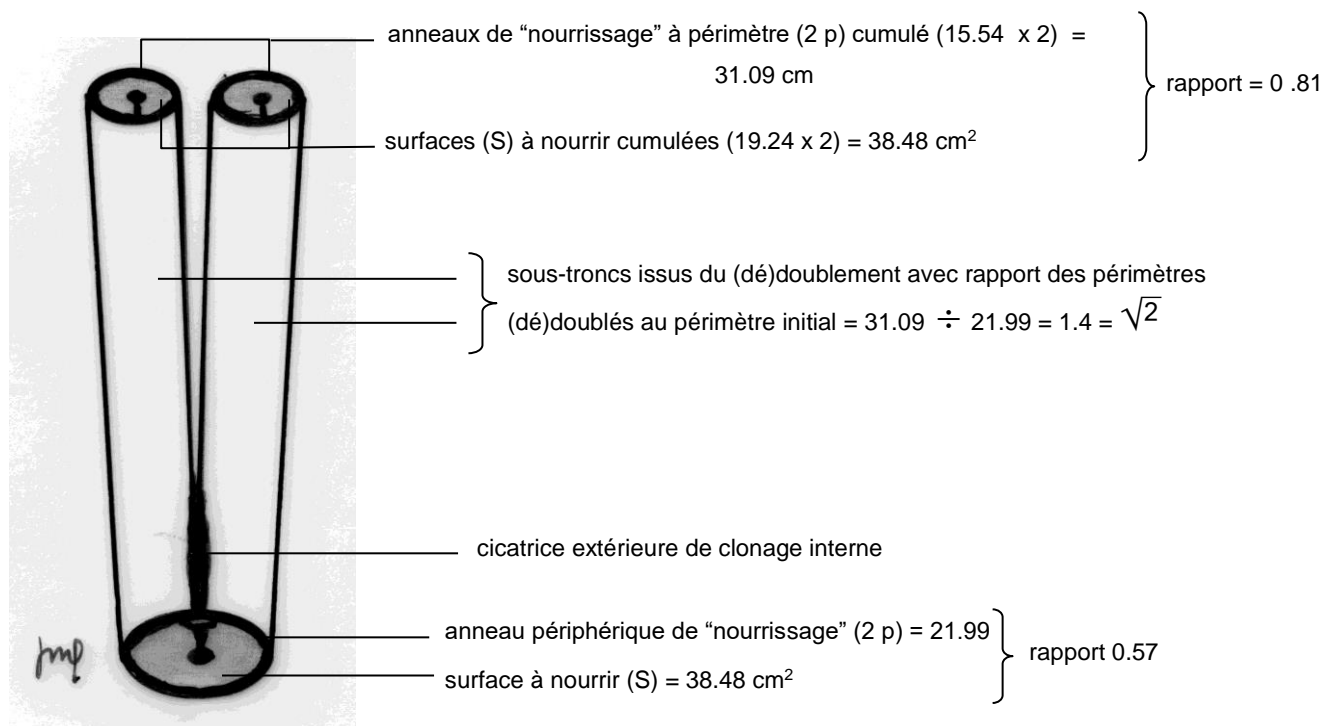 anneaux de “nourrissage” à périmètre (2 p) cumulé (15.54 x 2) =
31.09 cm
rapport = 0 .81
surfaces (S) à nourrir cumulées (19.24 x 2) = 38.48 cm²
sous-troncs issus du (dé)doublement avec rapport des périmètres
(dé)doublés au périmètre initial = 31.09 ÷ 21.99 = 1.4 = √2
cicatrice extérieure de clonage interne
anneau périphérique de “nourrissage” (2 p) = 21.99
rapport 0.57
surface à nourrir (S) = 38.48 cm²